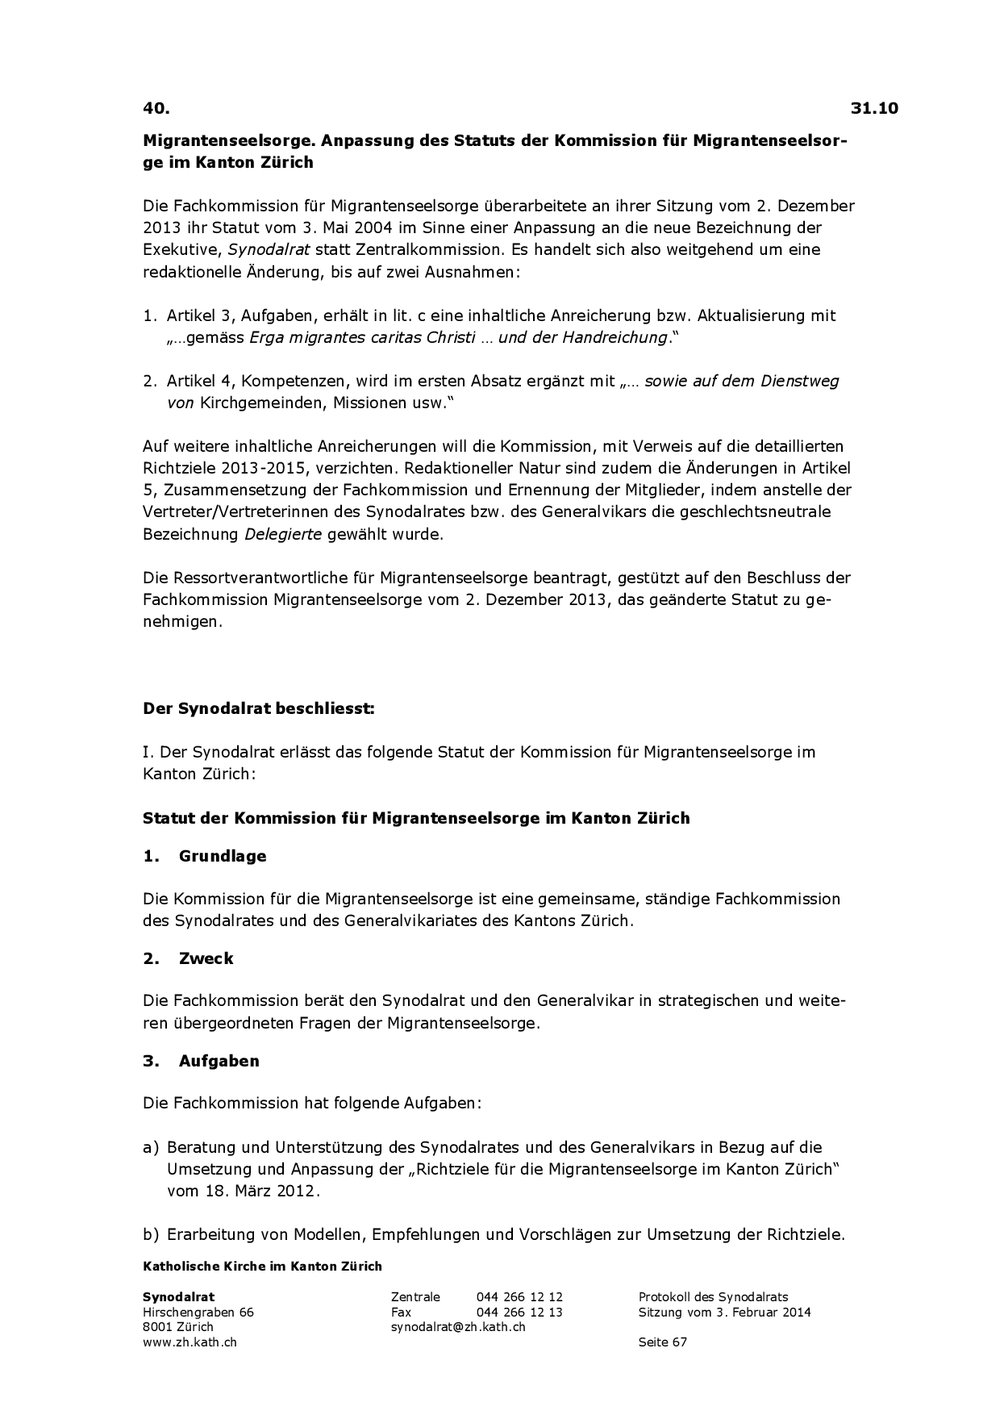 40. 31.10
Migrantenseelsorge. Anpassung des Statuts der Kommission für Migrantenseelsor-
ge im Kanton Zürich
Die Fachkommission für Migrantenseelsorge überarbeitete an ihrer Sitzung vom 2. Dezember
2013 ihr Statut vom 3. Mai 2004 im Sinne einer Anpassung an die neue Bezeichnung der
Exekutive, Synodalrat statt Zentralkommission. Es handelt sich also weitgehend um eine
redaktionelle Änderung, bis auf zwei Ausnahmen:
1. Artikel 3, Aufgaben, erhält in lit. c eine inhaltliche Anreicherung bzw. Aktualisierung mit
„…gemäss Erga migrantes caritas Christi … und der Handreichung.“
2. Artikel 4, Kompetenzen, wird im ersten Absatz ergänzt mit „… sowie auf dem Dienstweg
von Kirchgemeinden, Missionen usw.“
Auf weitere inhaltliche Anreicherungen will die Kommission, mit Verweis auf die detaillierten
Richtziele 2013-2015, verzichten. Redaktioneller Natur sind zudem die Änderungen in Artikel
5, Zusammensetzung der Fachkommission und Ernennung der Mitglieder, indem anstelle der
Vertreter/Vertreterinnen des Synodalrates bzw. des Generalvikars die geschlechtsneutrale
Bezeichnung Delegierte gewählt wurde.
Die Ressortverantwortliche für Migrantenseelsorge beantragt, gestützt auf den Beschluss der
Fachkommission Migrantenseelsorge vom 2. Dezember 2013, das geänderte Statut zu ge-
nehmigen.
Der Synodalrat beschliesst:
I. Der Synodalrat erlässt das folgende Statut der Kommission für Migrantenseelsorge im
Kanton Zürich:
Statut der Kommission für Migrantenseelsorge im Kanton Zürich
1. Grundlage
Die Kommission für die Migrantenseelsorge ist eine gemeinsame, ständige Fachkommission
des Synodalrates und des Generalvikariates des Kantons Zürich.
2. Zweck
Die Fachkommission berät den Synodalrat und den Generalvikar in strategischen und weite-
ren übergeordneten Fragen der Migrantenseelsorge.
3. Aufgaben
Die Fachkommission hat folgende Aufgaben:
a) Beratung und Unterstützung des Synodalrates und des Generalvikars in Bezug auf die
Umsetzung und Anpassung der „Richtziele für die Migrantenseelsorge im Kanton Zürich“
vom 18. März 2012.
b) Erarbeitung von Modellen, Empfehlungen und Vorschlägen zur Umsetzung der Richtziele.
Katholische Kirche im Kanton Zürich
Synodalrat Zentrale 044 266 12 12 Protokoll des Synodalrats
Hirschengraben 66 Fax 044 266 12 13 Sitzung vom 3. Februar 2014
8001 Zürich synodalrat@zh.kath.ch
www.zh.kath.ch Seite 67